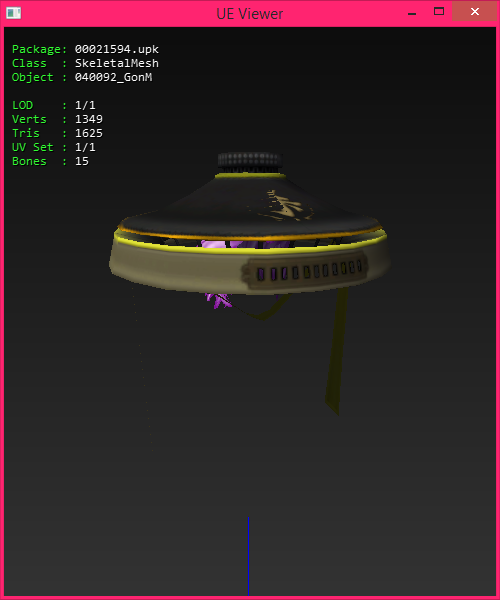 UE Viewer
Package: 00021594.upk
Class  : SkeletalMesh
Object : 040092_GonM
LOD    : 1/1
Verts  : 1349
Tris   : 1625
UV Set : 1/1
Bones  : 15